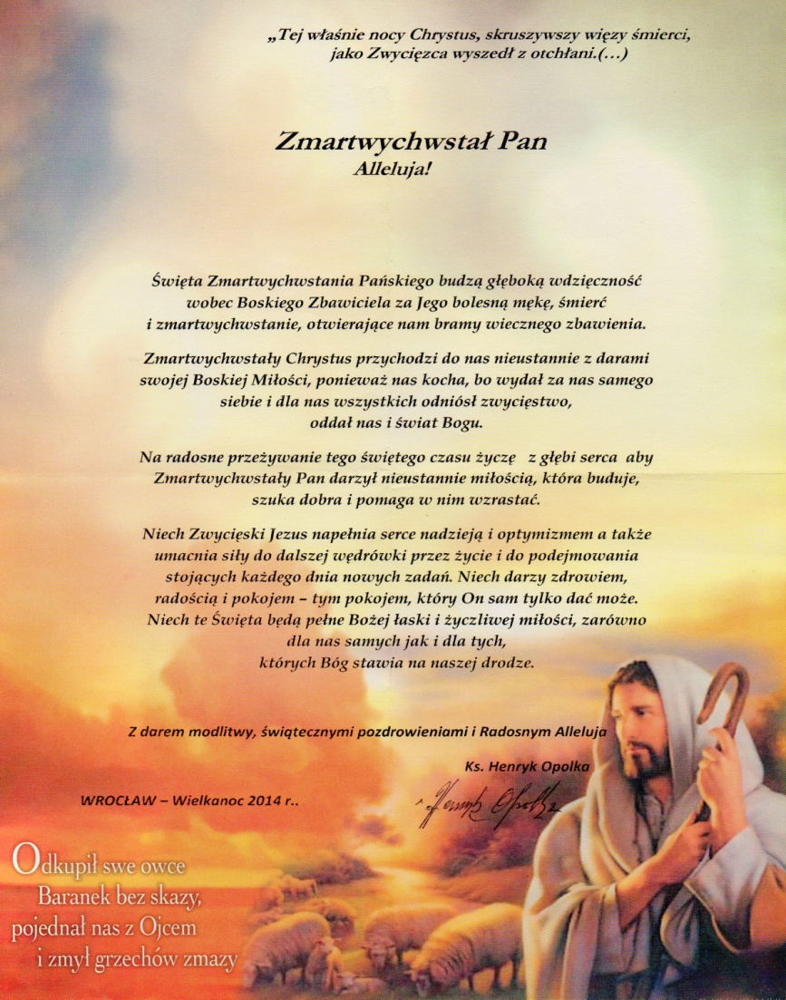 „Tej właśnie nocy Chrystus, skruszywszy więzy śmierci,
jako Zwycięzca wyszedł z otchłani.(…)
Zmartwychwstał Pan
Alleluja!
Święta Zmartwychwstania Pańskiego budzą głęboką wdzięczność
wobec Boskiego Zbawiciela za Jego bolesną mękę, śmierć
i zmartwychwstanie, otwierające nam bramy wiecznego zbawienia.
Zmartwychwstały Chrystus przychodzi do nas nieustannie z darami
swojej Boskiej Miłości, ponieważ nas kocha, bo wydał za nas samego
siebie i dla nas wszystkich odniósł zwycięstwo,
oddał nas i świat Bogu.
Na radosne przeżywanie tego świętego czasu życzę z głębi serca aby
Zmartwychwstały Pan darzył nieustannie miłością, która buduje,
szuka dobra i pomaga w nim wzrastać.
Niech Zwycięski Jezus napełnia serce nadzieją i optymizmem a także
umacnia siły do dalszej wędrówki przez życie i do podejmowania
stojących każdego dnia nowych zadań. Niech darzy zdrowiem,
radością i pokojem – tym pokojem, który On sam tylko dać może.
Niech te Święta będą pełne Bożej łaski i życzliwej miłości, zarówno
dla nas samych jak i dla tych,
których Bóg stawia na naszej drodze.
Z darem modlitwy, świątecznymi pozdrowieniami i Radosnym Alleluja
Ks. Henryk Opolka
Henryk Opolka
WROCŁAW – Wielkanoc 2014 r..
Odkupił swe owce
Baranek bez skazy,
pojednał nas z Ojcem
i zmył grzechów zmazy